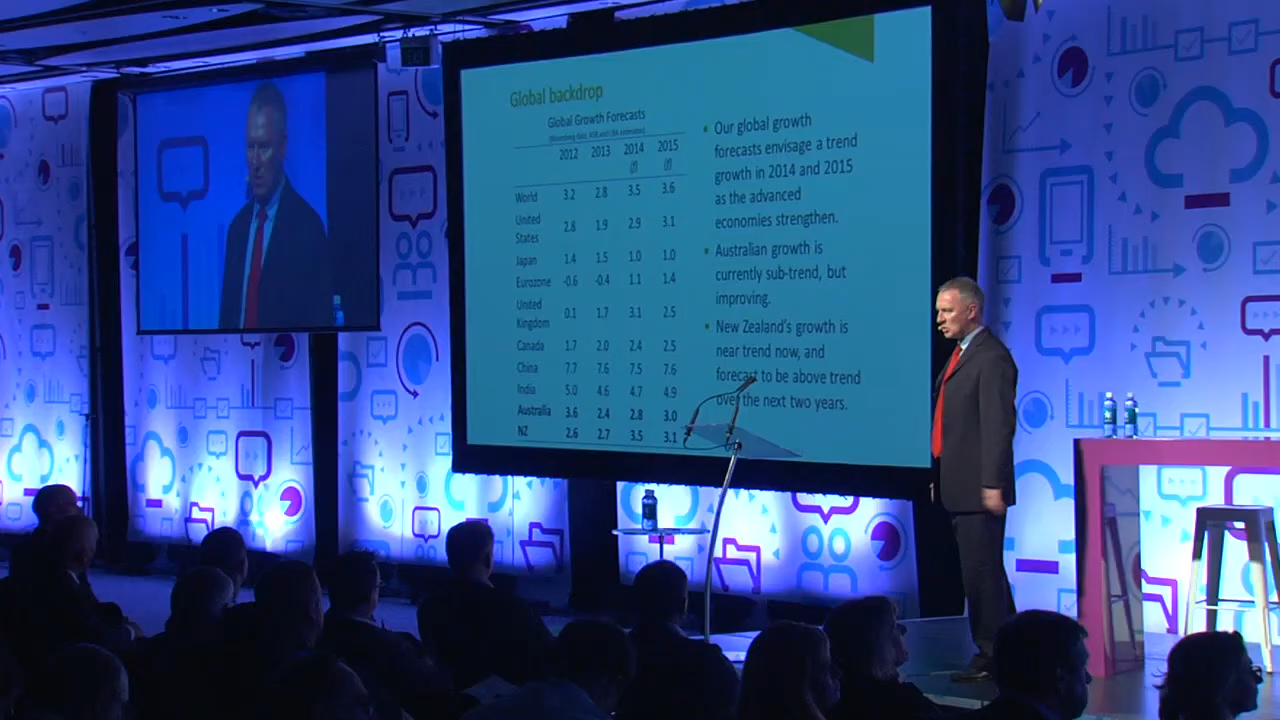 Global backdrop
Global Growth Forecasts
(Bloomberg data, ASB and CBA estimates)
2012 2013 2014 2015
(f) (f)
World 3.2 2.8 3.5 3.6
United
States 2.8 1.9 2.9 3.1
Japan 1.4 1.5 1.0 1.0
Eurozone -0.6 -0.4 1.1 1.4
United
Kingdom 0.1 1.7 3.1 2.5
Canada 1.7 2.0 2.4 2.5
China 7.7 7.6 7.5 7.6
India 5.0 4.6 4.7 4.9
Australia 3.6 2.4 2.8 3.0
NZ 2.6 2.7 3.5 3.1
Our global growth
forecasts envisage a trend
growth in 2014 and 2015
as the advanced
economies strengthen.
Australian growth is
currently sub-trend, but
improving.
New Zealand's growth is
near trend now, and
forecast to be above trend
over the next two years.